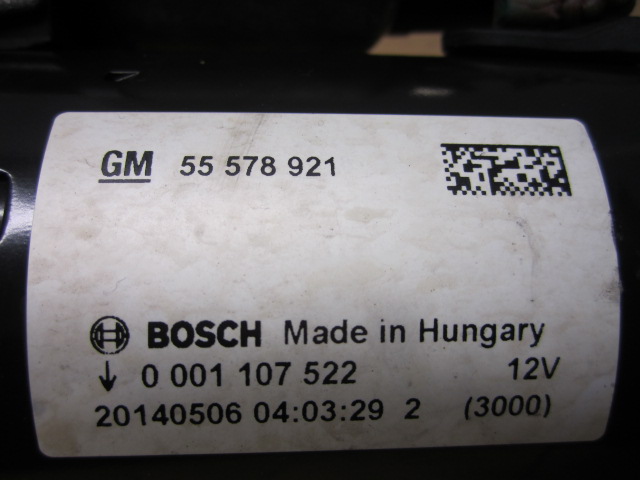 GM 55 578 921
BOSCH Made in Hungary
↓ 0 001 107 522 12V
20140506 04:03:29 2 (3000)